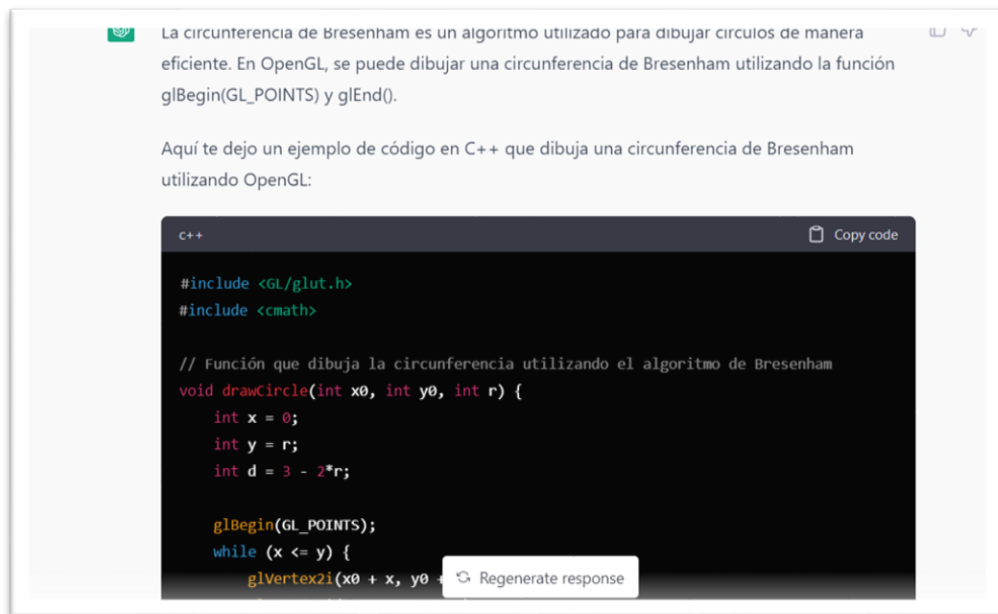 La circunferencia de Bresenham es un algoritmo utilizado para dibujar círculos de manera
eficiente. En OpenGL, se puede dibujar una circunferencia de Bresenham utilizando la función
glBegin(GL_POINTS) y glEnd().
Aquí te dejo un ejemplo de código en C++ que dibuja una circunferencia de Bresenham
utilizando OpenGL:
c++ Copy code
#include <GL/glut.h>
#include <cmath>
// Función que dibuja la circunferencia utilizando el algoritmo de Bresenham
void drawCircle(int x0, int y0, int r) {
int x = 0;
int y = r;
int d = 3 - 2*r;
glBegin(GL_POINTS);
while (x <= y) {
glVertex2i(x0 + x, y0 +
Regenerate response